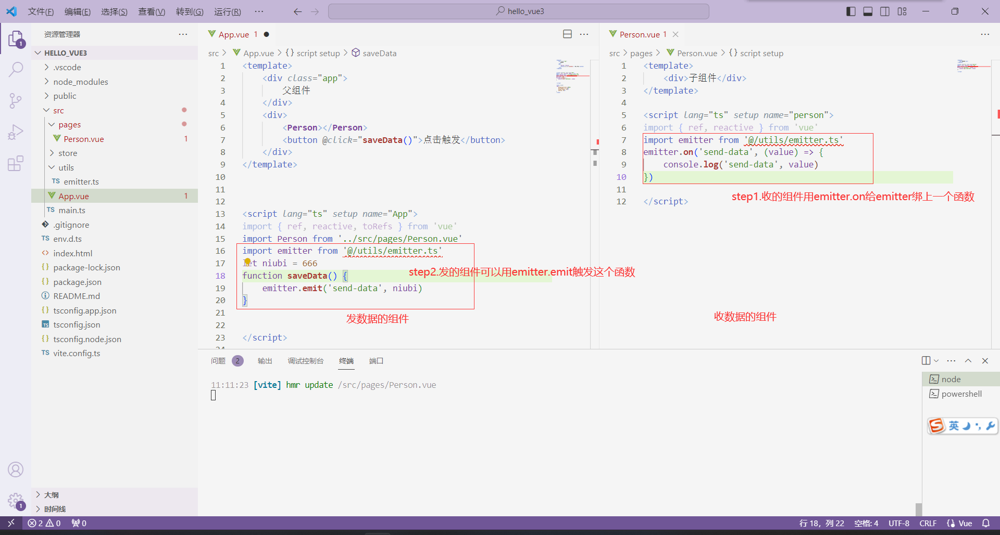 文件(F) 编辑(E) 选择(S) 查看(V) 转到(G) 运行(R) ··· hello_vue3
资源管理器 ···
HELLO_VUE3
.vscode
node_modules
public
src
pages
Person.vue 1
store
utils
TS emitter.ts
App.vue 1
TS main.ts
.gitignore
TS env.d.ts
index.html
{} package-lock.json
{} package.json
README.md
{} tsconfig.app.json
TS tsconfig.json
{} tsconfig.node.json
TS vite.config.ts
大纲
时间线
1
1
App.vue 1
src > App.vue > {} script setup > saveData
1 <template>
2 <div class="app">
3 父组件
4 </div>
5 <div>
6 <Person></Person>
7 <button @click="saveData()">点击触发</button>
8 </div>
9 </template>
10
11
12
13 <script lang="ts" setup name="App">
14 import { ref, reactive, toRefs } from 'vue'
15 import Person from '../src/pages/Person.vue'
16 import emitter from '@/utils/emitter.ts'
17 let niubi = 666
18 function saveData() {
19 emitter.emit('send-data', niubi)
20 }
21
22
23 </script>
24
step2.发的组件可以用emitter.emit触发这个函数
发数据的组件
Person.vue 1
src > pages > Person.vue > {} script setup
1 <template>
2 <div>子组件</div>
3 </template>
4
5 <script lang="ts" setup name="person">
6 import { ref, reactive } from 'vue'
7 import emitter from '@/utils/emitter.ts'
8 emitter.on('send-data', (value) => {
9 console.log('send-data', value)
10 })
11
12 </script>
step1.收的组件用emitter.on给emitter绑上一个函数
收数据的组件
问题 2 输出 调试控制台 终端 端口
11:11:23 [vite] hmr update /src/pages/Person.vue
node
powershell
S 英
2 0 0
行 18，列 22 空格: 4 UTF-8 CRLF Vue